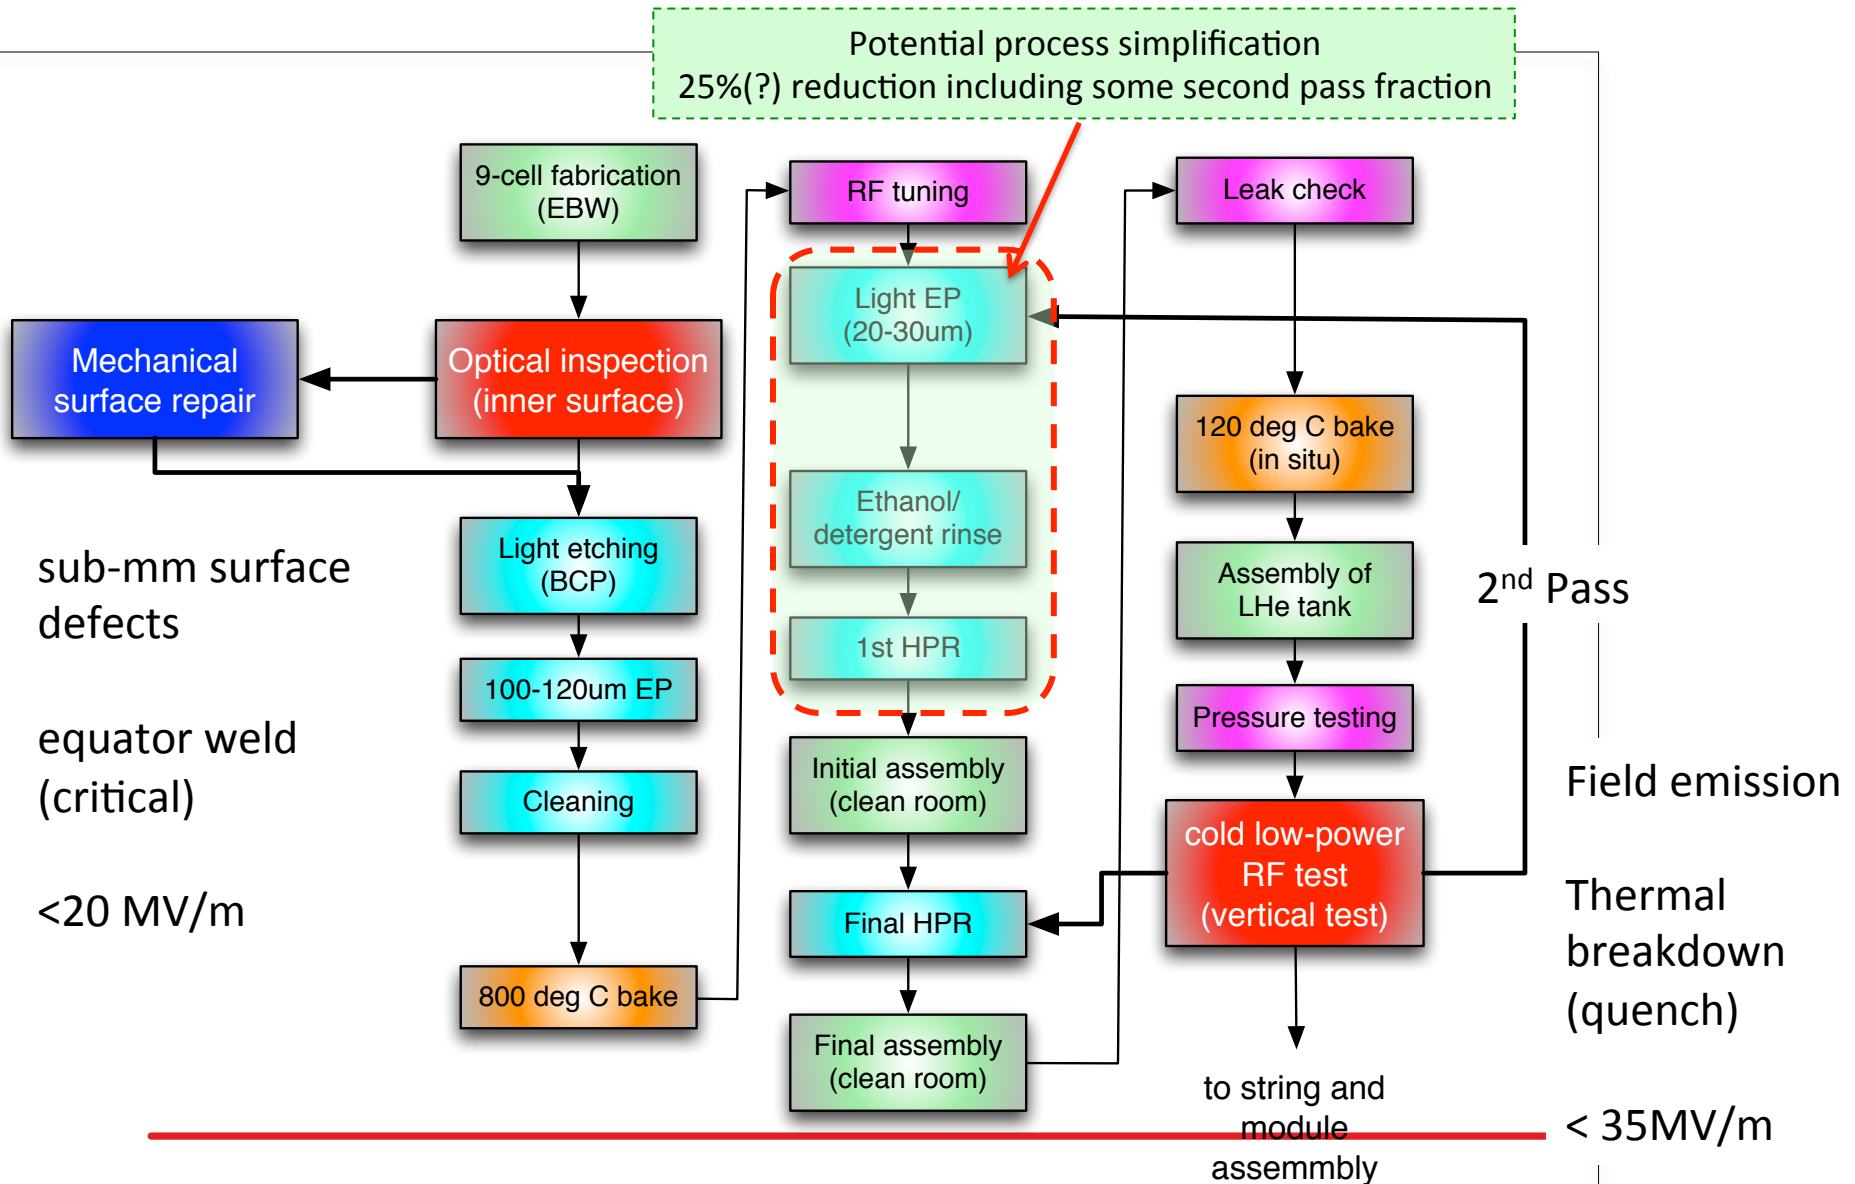 Potential process simplification
25%(?) reduction including some second pass fraction
9-cell fabrication
(EBW)
Optical inspection
(inner surface)
Mechanical
surface repair
Light etching
(BCP)
100-120um EP
Cleaning
800 deg C bake
sub-mm surface
defects
equator weld
(critical)
<20 MV/m
RF tuning
Light EP
(20-30um)
Ethanol/
detergent rinse
1st HPR
Initial assembly
(clean room)
Final HPR
Final assembly
(clean room)
Leak check
120 deg C bake
(in situ)
Assembly of
LHe tank
Pressure testing
cold low-power
RF test
(vertical test)
to string and
module
assemmbly
2nd Pass
Field emission
Thermal
breakdown
(quench)
< 35MV/m